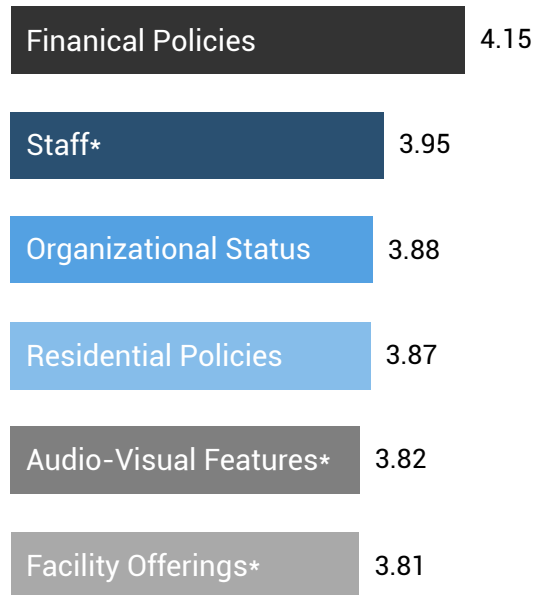 Finanical Policies 4.15
Staff* 3.95
Organizational Status 3.88
Residential Policies 3.87
Audio-Visual Features* 3.82
Facility Offerings* 3.81